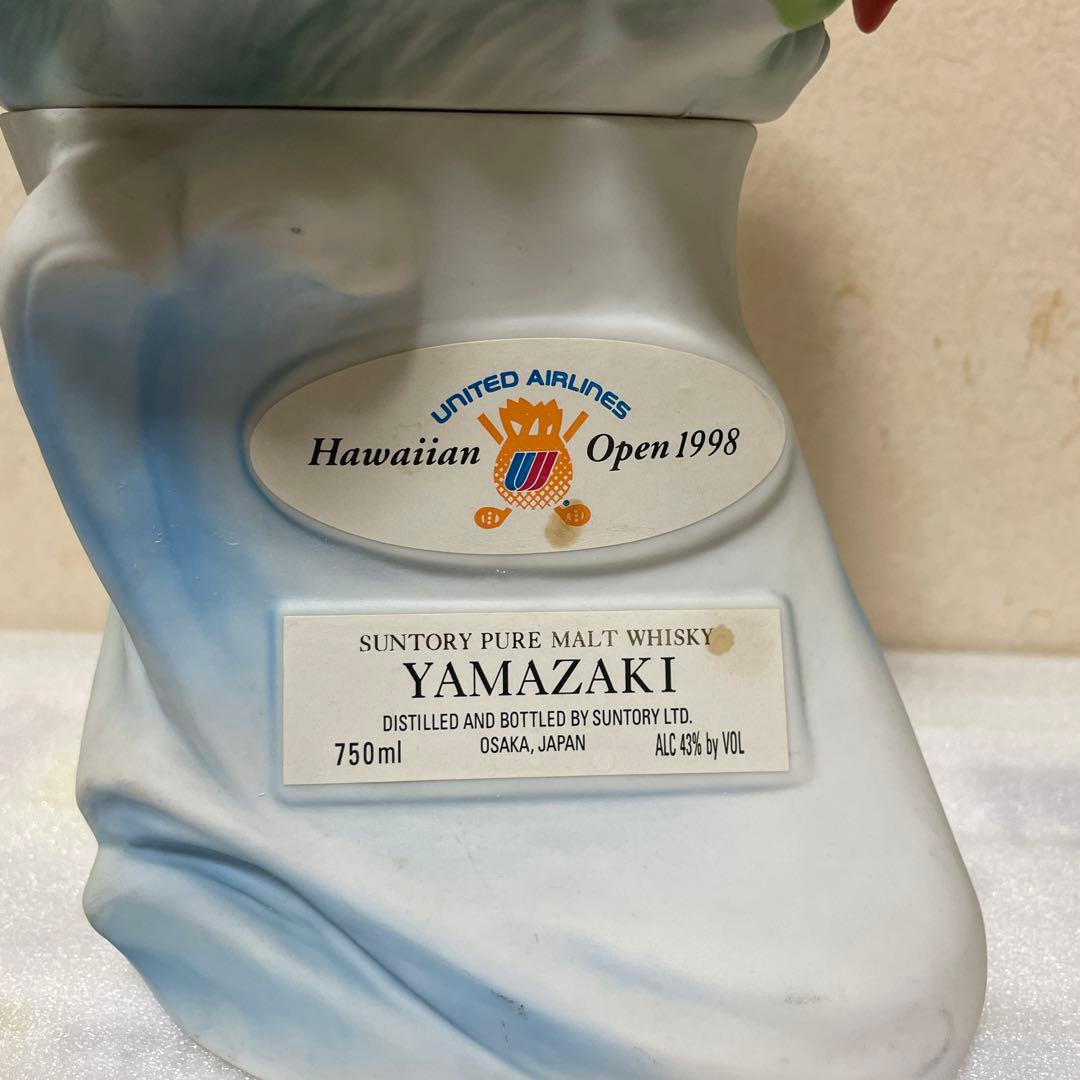 UNITED AIRLINES
Hawaiian Open 1998
SUNTORY PURE MALT WHISKY
YAMAZAKI
DISTILLED AND BOTTLED BY SUNTORY LTD.
750ml OSAKA, JAPAN ALC 43% by VOL